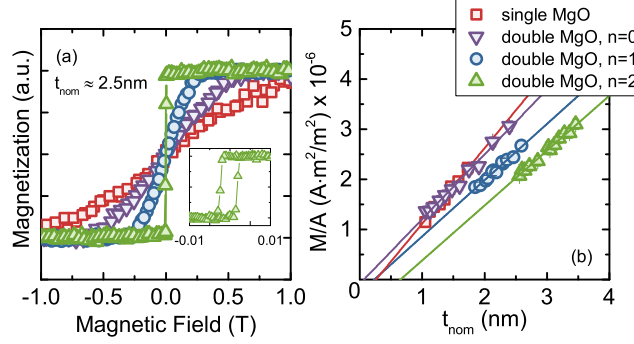 (a)
t nom ≈ 2.5nm
Magnetization (a.u.)
-0.01 0.01
-1.0 -0.5 0.0 0.5 1.0
Magnetic Field (T)
single MgO
double MgO, n=0
double MgO, n=1
double MgO, n=2
M/A (A·m²/m²) x 10⁻⁶
5
4
3
2
1
0
(b)
0 1 2 3 4
t nom (nm)